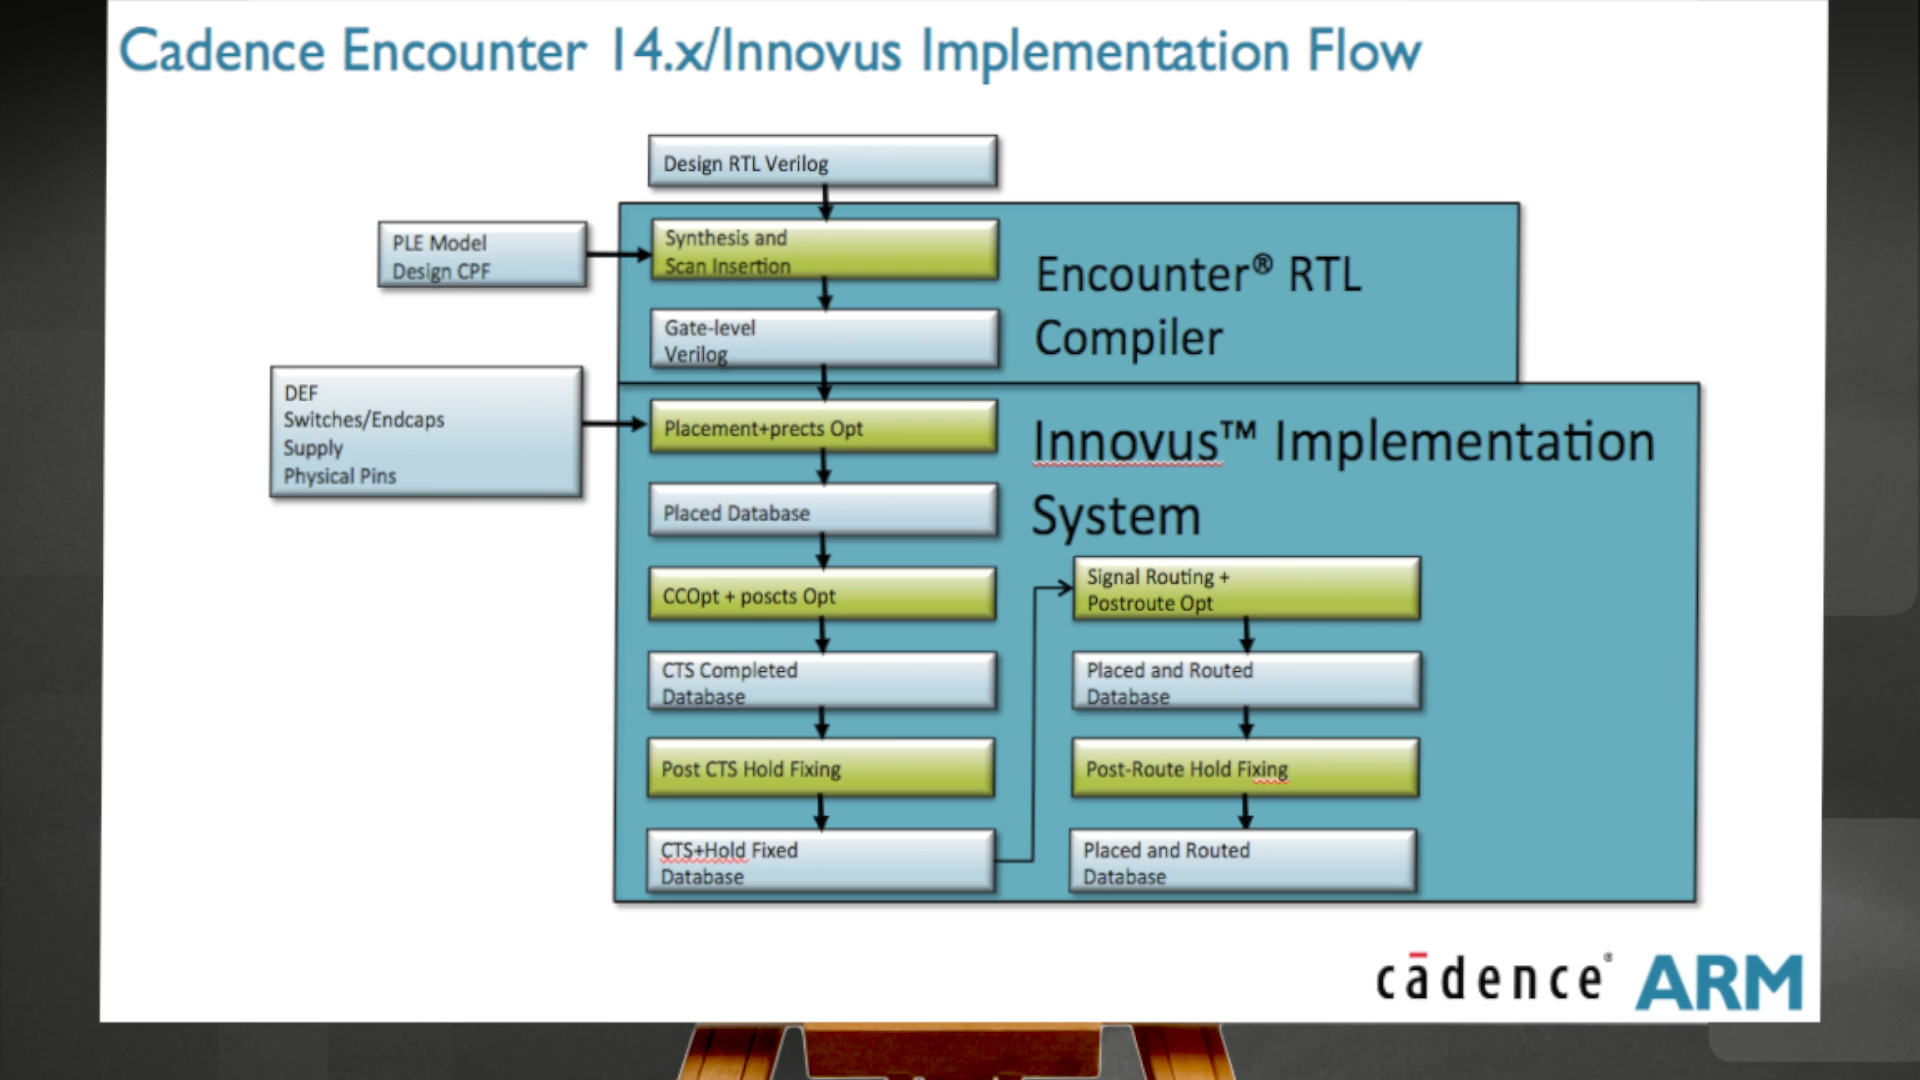 Cadence Encounter 14.x/Innovus Implementation Flow
Design RTL Verilog
PLE Model
Design CPF
Synthesis and
Scan Insertion
Encounter® RTL
Compiler
Gate-level
Verilog
DEF
Switches/Endcaps
Supply
Physical Pins
Placement+prects Opt
Innovus™ Implementation
System
Placed Database
CCOpt + poscts Opt
CTS Completed
Database
Post CTS Hold Fixing
CTS+Hold Fixed
Database
Signal Routing +
Postroute Opt
Placed and Routed
Database
Post-Route Hold Fixing
Placed and Routed
Database
cādence® ARM